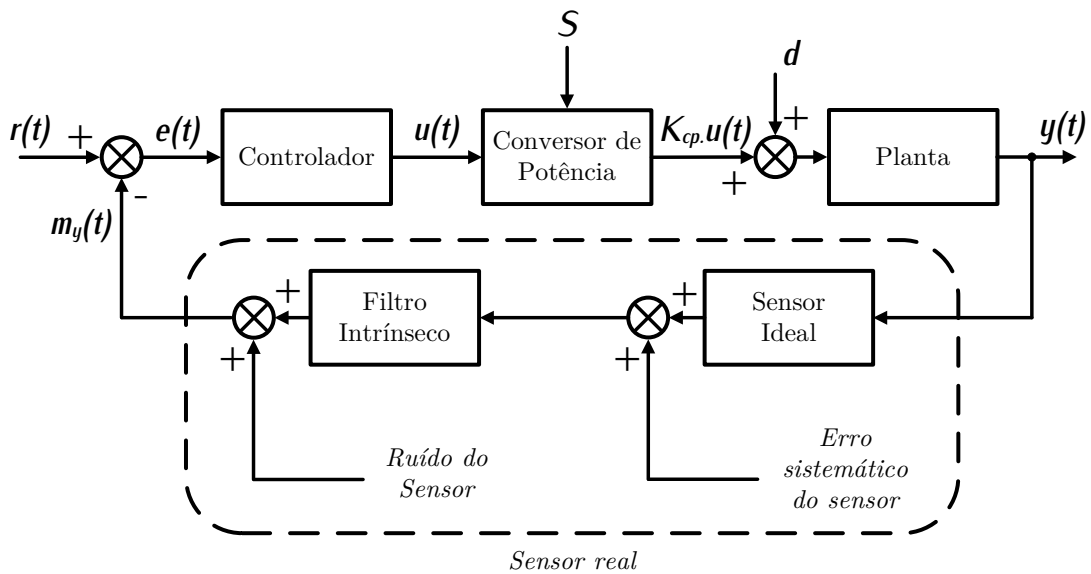 S
d
r(t)
+
e(t)
Controlador
u(t)
Conversor de
Potência
K_cp.u(t)
+
+
Planta
y(t)
-
m_y(t)
+
Filtro
Intrínseco
+
Sensor
Ideal
+
+
Ruído do
Sensor
Erro
sistemático
do sensor
Sensor real